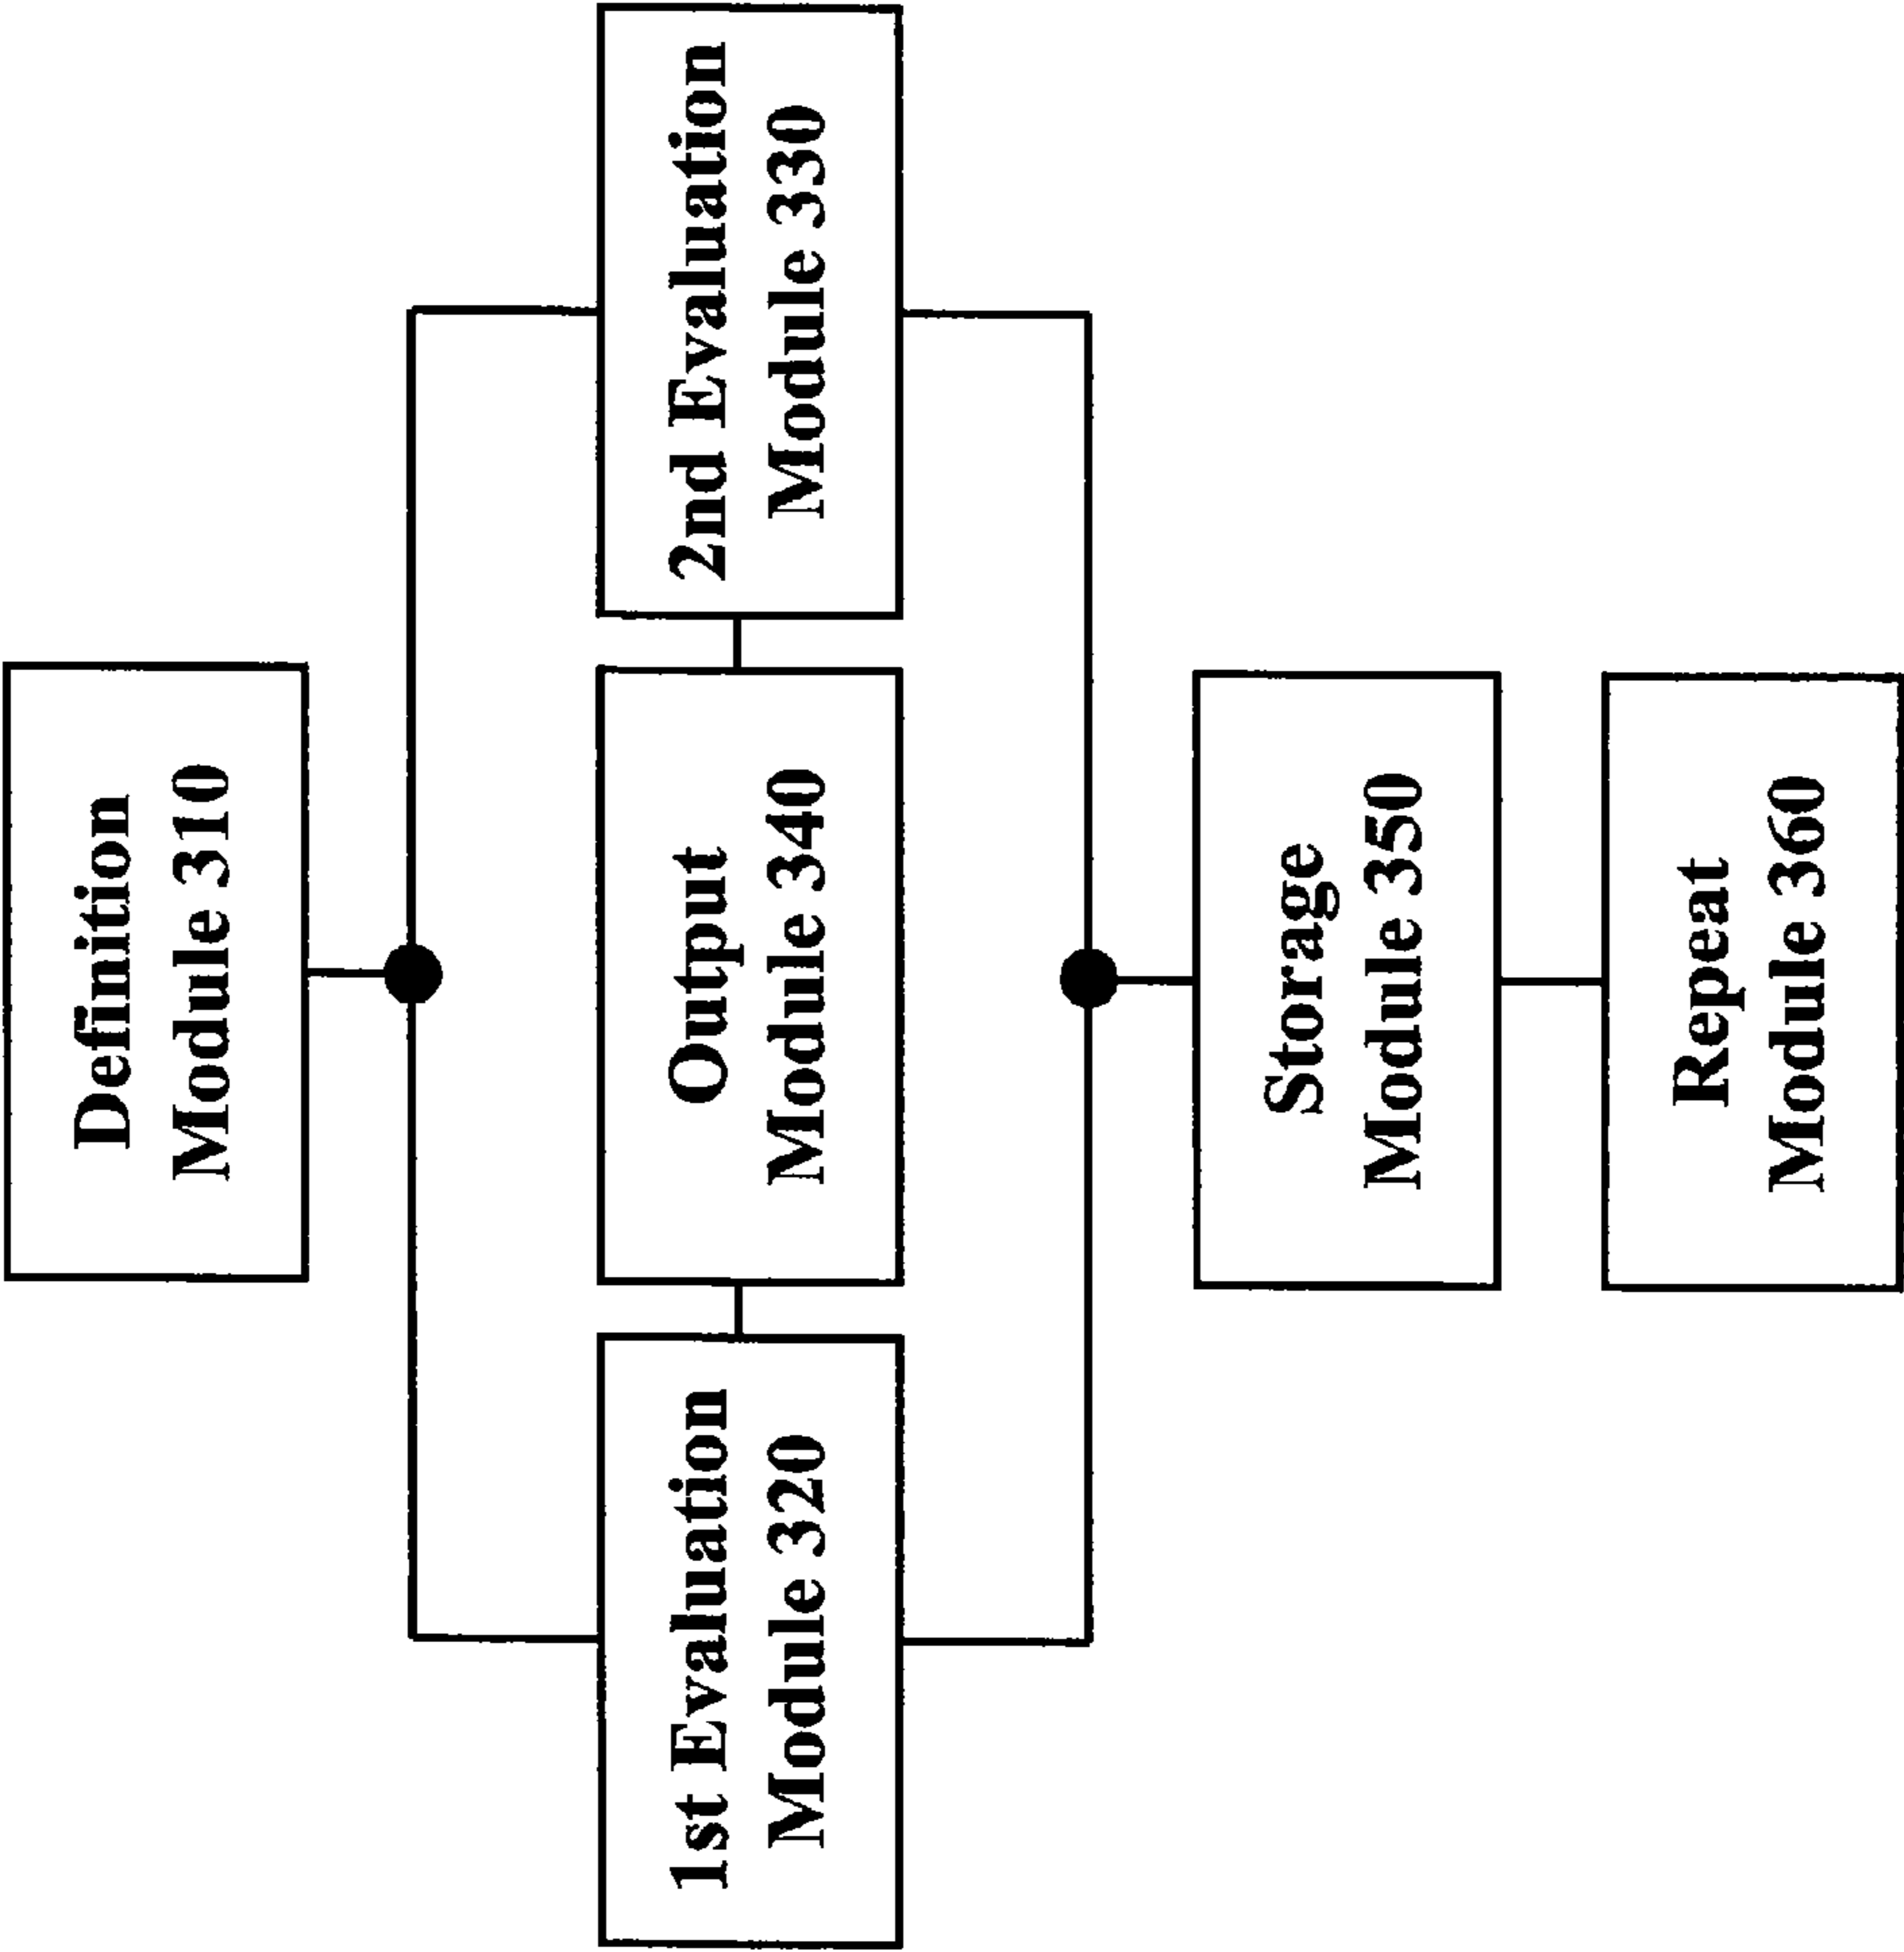 Definition
Module 310
1st Evaluation
Module 320
Output
Module 340
2nd Evaluation
Module 330
Storage
Module 350
Repeat
Module 360